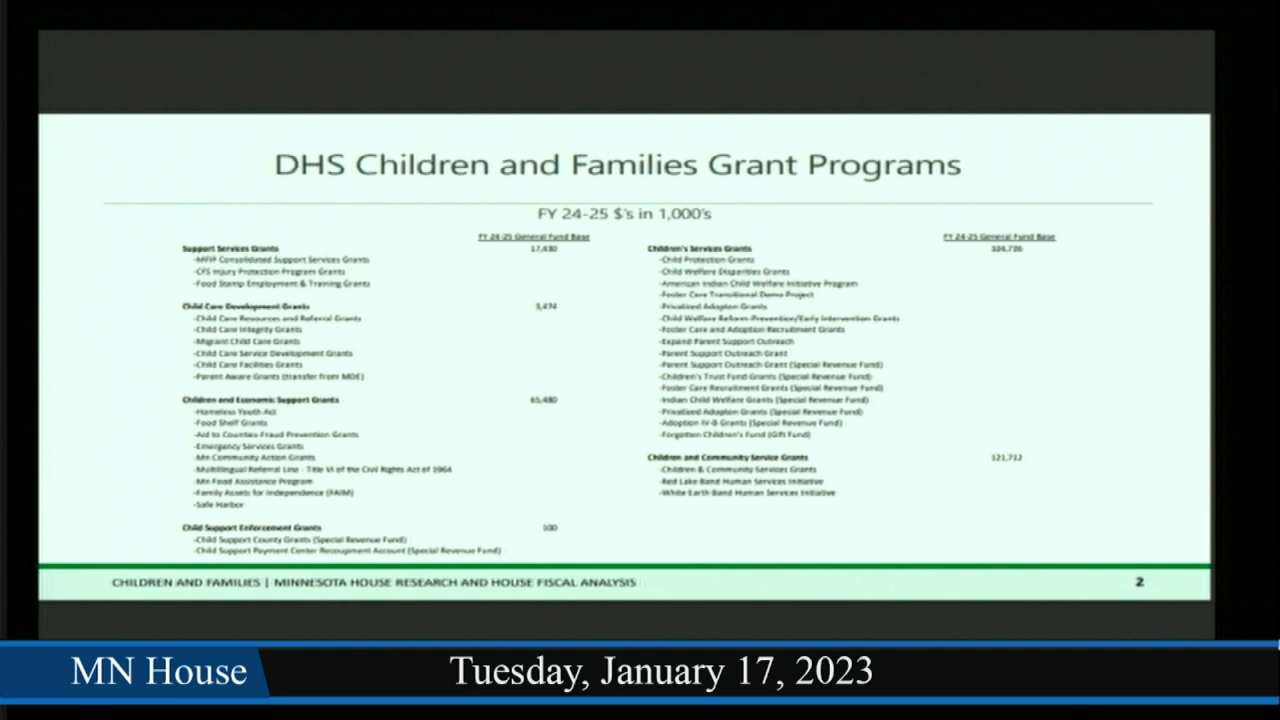 DHS Children and Families Grant Programs
FY 24-25 $'s in 1,000's
FY 24-25 General Fund Base
Support Services Grants 17,430
-MFIP Consolidated Support Services Grants
-CFS Injury Protection Program Grants
-Food Stamp Employment & Training Grants
Child Care Development Grants 3,474
-Child Care Resources and Referral Grants
-Child Care Integrity Grants
-Migrant Child Care Grants
-Child Care Service Development Grants
-Child Care Facilities Grants
-Parent Aware Grants (transfer from MDE)
Children and Economic Support Grants 65,480
-Homeless Youth Act
-Food Shelf Grants
-Aid to Counties-Fraud Prevention Grants
-Emergency Services Grants
-Mn Community Action Grants
-Multilingual Referral Line - Title VI of the Civil Rights Act of 1964
-Mn Food Assistance Program
-Family Assets for Independence (FAIM)
-Safe Harbor
Child Support Enforcement Grants 100
-Child Support County Grants (Special Revenue Fund)
-Child Support Payment Center Recoupment Account (Special Revenue Fund)
FY 24-25 General Fund Base
Children's Services Grants
-Child Protection Grants
-Child Welfare Disparities Grants
-American Indian Child Welfare Initiative Program
-Foster Care Transitional Demo Project
-Privatized Adoption Grants
-Child Welfare Reform-Prevention/Early Intervention Grants
-Foster Care and Adoption Recruitment Grants
-Expand Parent Support Outreach
-Parent Support Outreach Grant
-Parent Support Outreach Grant (Special Revenue Fund)
-Children's Trust Fund Grants (Special Revenue Fund)
-Foster Care Recruitment Grants (Special Revenue Fund)
-Indian Child Welfare Grants (Special Revenue Fund)
-Privatized Adoption Grants (Special Revenue Fund)
-Adoption IV-B Grants (Special Revenue Fund)
-Forgotten Children's Fund (Gift Fund)
Children and Community Service Grants 121,712
-Children & Community Services Grants
-Red Lake Band Human Services Initiative
-White Earth Band Human Services Initiative
CHILDREN AND FAMILIES | MINNESOTA HOUSE RESEARCH AND HOUSE FISCAL ANALYSIS 2
MN House Tuesday, January 17, 2023